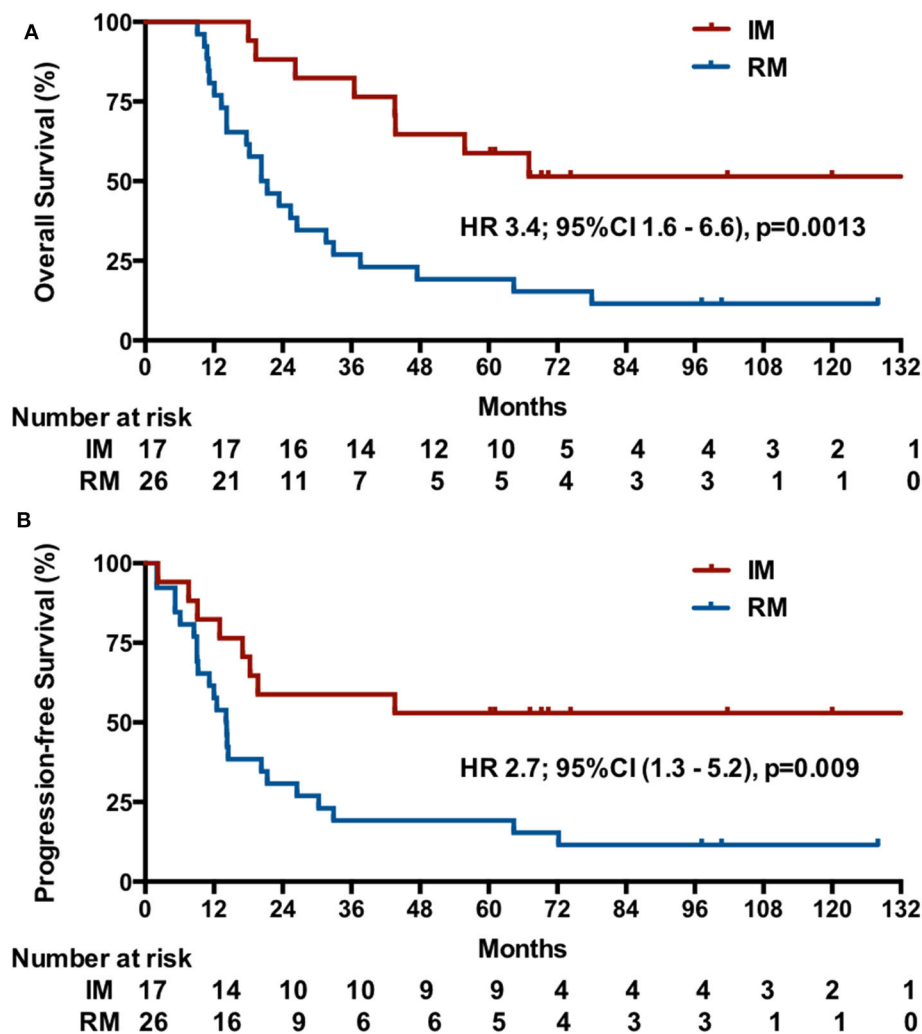 A
Overall Survival (%)
100
75
50
25
0
IM
RM
HR 3.4; 95%CI 1.6 - 6.6), p=0.0013
0 12 24 36 48 60 72 84 96 108 120 132
Months
Number at risk
IM 17 17 16 14 12 10 5 4 4 3 2 1
RM 26 21 11 7 5 5 4 3 3 1 1 0
B
Progression-free Survival (%)
100
75
50
25
0
IM
RM
HR 2.7; 95%CI (1.3 - 5.2), p=0.009
0 12 24 36 48 60 72 84 96 108 120 132
Months
Number at risk
IM 17 14 10 10 9 9 4 4 4 3 2 1
RM 26 16 9 6 6 5 4 3 3 1 1 0